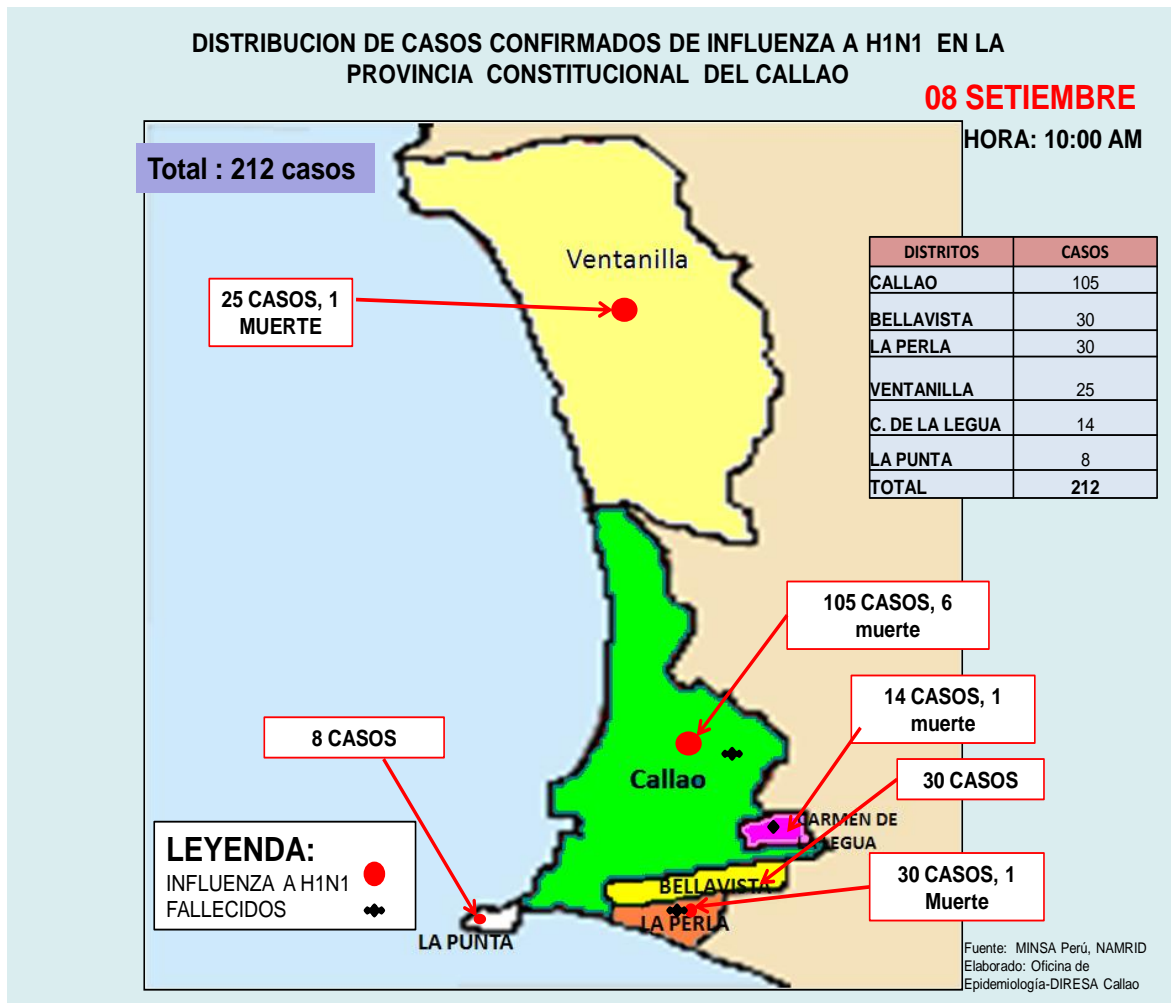 DISTRIBUCION DE CASOS CONFIRMADOS DE INFLUENZA A H1N1 EN LA
PROVINCIA CONSTITUCIONAL DEL CALLAO
08 SETIEMBRE
HORA: 10:00 AM
Total : 212 casos
Ventanilla
25 CASOS, 1
MUERTE
DISTRITOS CASOS
CALLAO 105
BELLAVISTA 30
LA PERLA 30
VENTANILLA 25
C. DE LA LEGUA 14
LA PUNTA 8
TOTAL 212
105 CASOS, 6
muerte
14 CASOS, 1
muerte
8 CASOS
Callao
30 CASOS
CARMEN DE
LA LEGUA
30 CASOS, 1
Muerte
BELLAVISTA
LA PERLA
LA PUNTA
LEYENDA:
INFLUENZA A H1N1
FALLECIDOS
Fuente: MINSA Perú, NAMRID
Elaborado: Oficina de
Epidemiología-DIRESA Callao